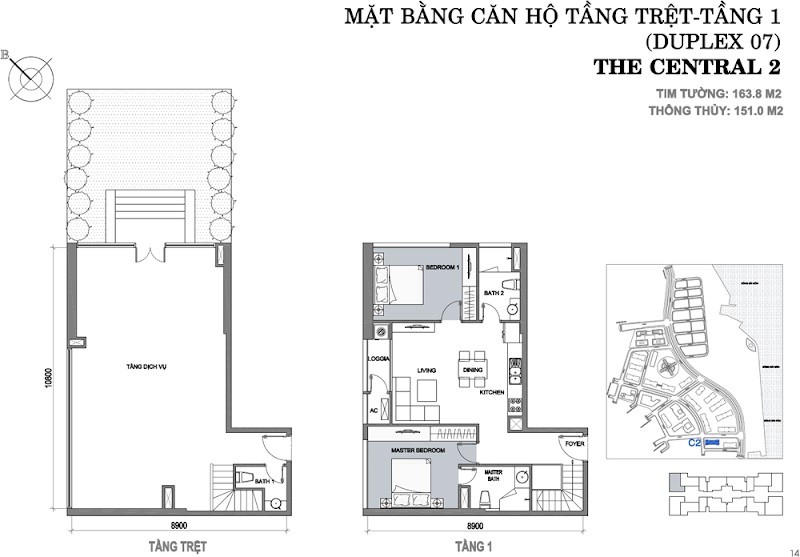 MẶT BẰNG CĂN HỘ TẦNG TRỆT-TẦNG 1
(DUPLEX 07)
THE CENTRAL 2
TIM TƯỜNG: 163.8 M2
THÔNG THỦY: 151.0 M2
B
TẦNG DỊCH VỤ
10800
BATH 1
8900
TẦNG TRỆT
BEDROOM 1
BATH 2
LOGGIA
LIVING
DINING
KITCHEN
AC
MASTER BEDROOM
FOYER
MASTER
BATH
8900
TẦNG 1
C2
14